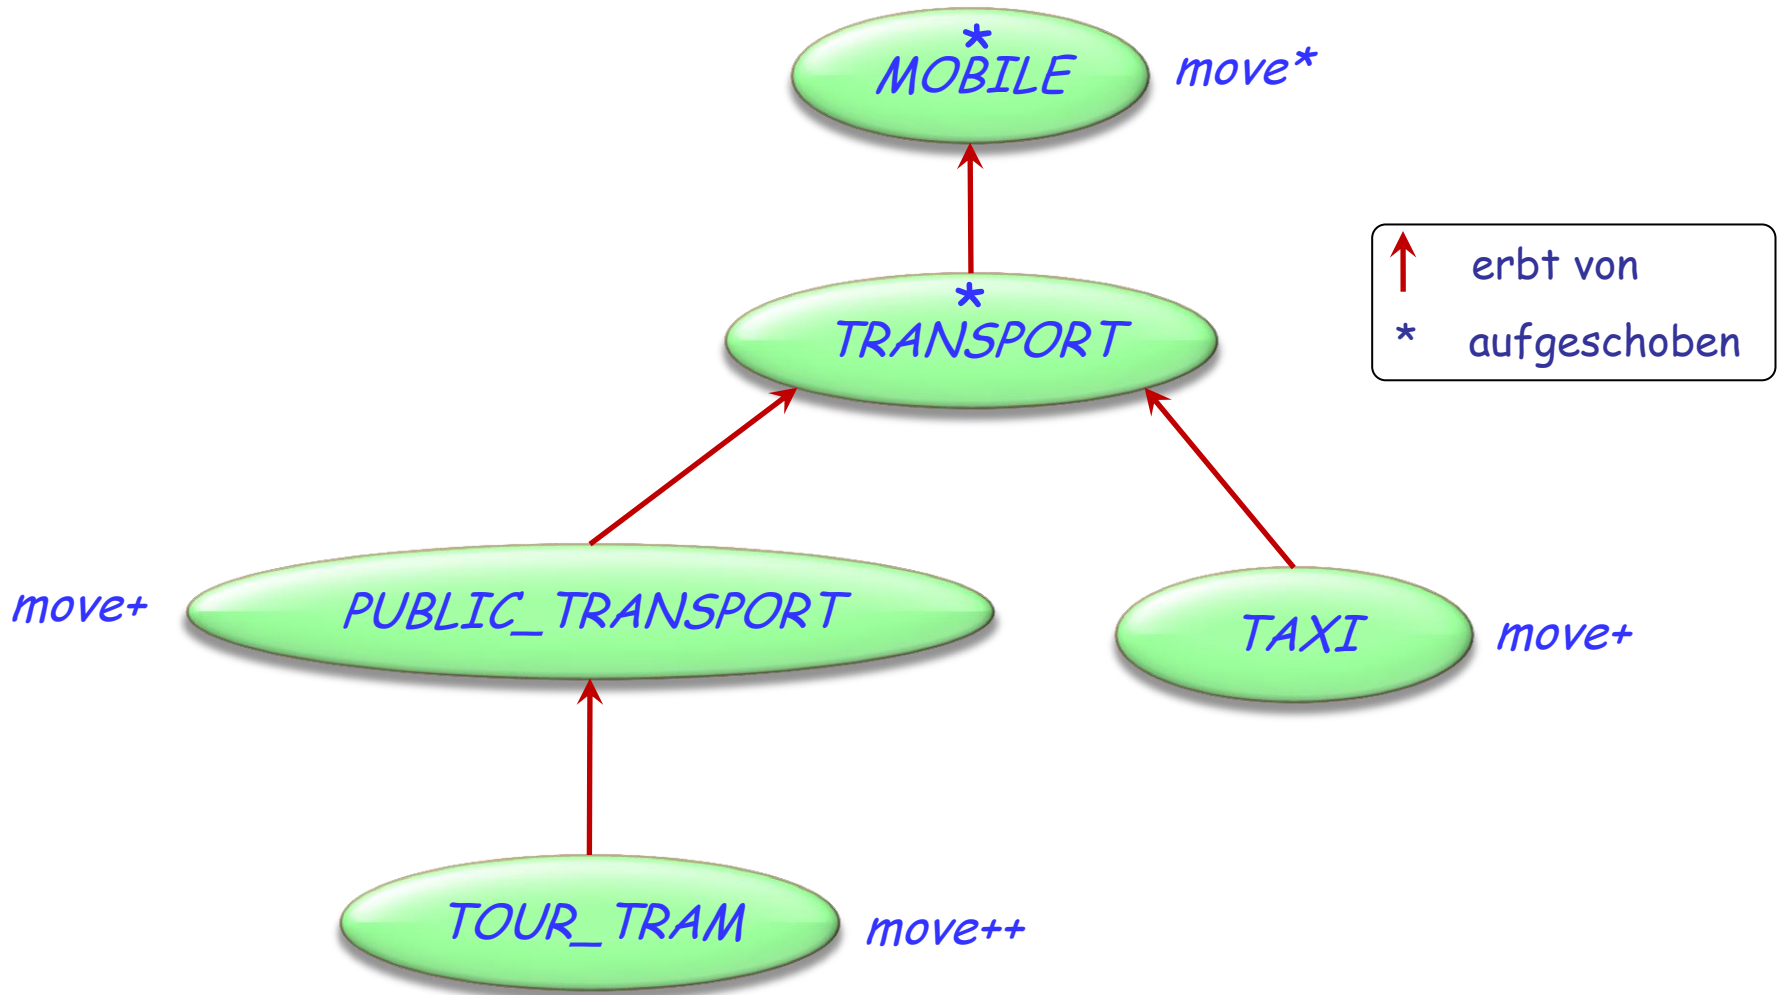 *
MOBILE
move*
↑ erbt von
*
TRANSPORT
* aufgeschoben
move+
PUBLIC_TRANSPORT
TAXI
move+
TOUR_TRAM
move++